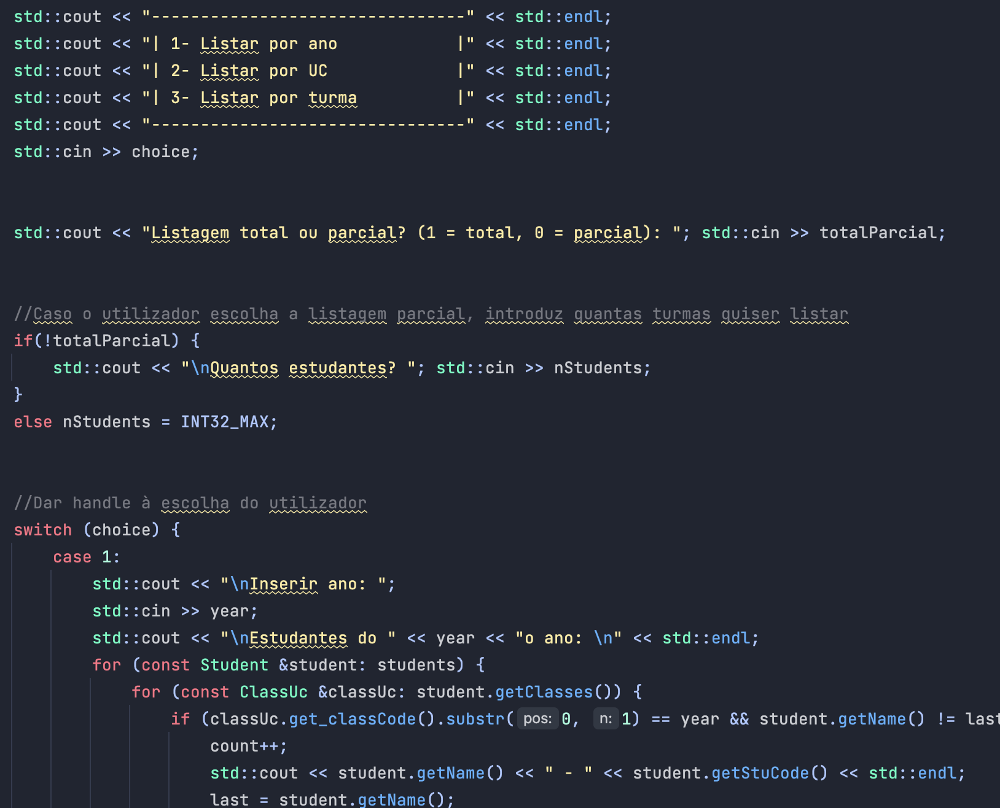 std::cout << "--------------------------------" << std::endl;
std::cout << "| 1- Listar por ano            |" << std::endl;
std::cout << "| 2- Listar por UC             |" << std::endl;
std::cout << "| 3- Listar por turma          |" << std::endl;
std::cout << "--------------------------------" << std::endl;
std::cin >> choice;
std::cout << "Listagem total ou parcial? (1 = total, 0 = parcial): "; std::cin >> totalParcial;
//Caso o utilizador escolha a listagem parcial, introduz quantas turmas quiser listar
if(!totalParcial) {
    std::cout << "\nQuantos estudantes? "; std::cin >> nStudents;
}
else nStudents = INT32_MAX;
//Dar handle à escolha do utilizador
switch (choice) {
    case 1:
        std::cout << "\nInserir ano: ";
        std::cin >> year;
        std::cout << "\nEstudantes do " << year << "o ano: \n" << std::endl;
        for (const Student &student: students) {
            for (const ClassUc &classUc: student.getClasses()) {
                if (classUc.get_classCode().substr( pos: 0, n: 1) == year && student.getName() != last
                    count++;
                    std::cout << student.getName() << " - " << student.getStuCode() << std::endl;
                    last = student.getName();